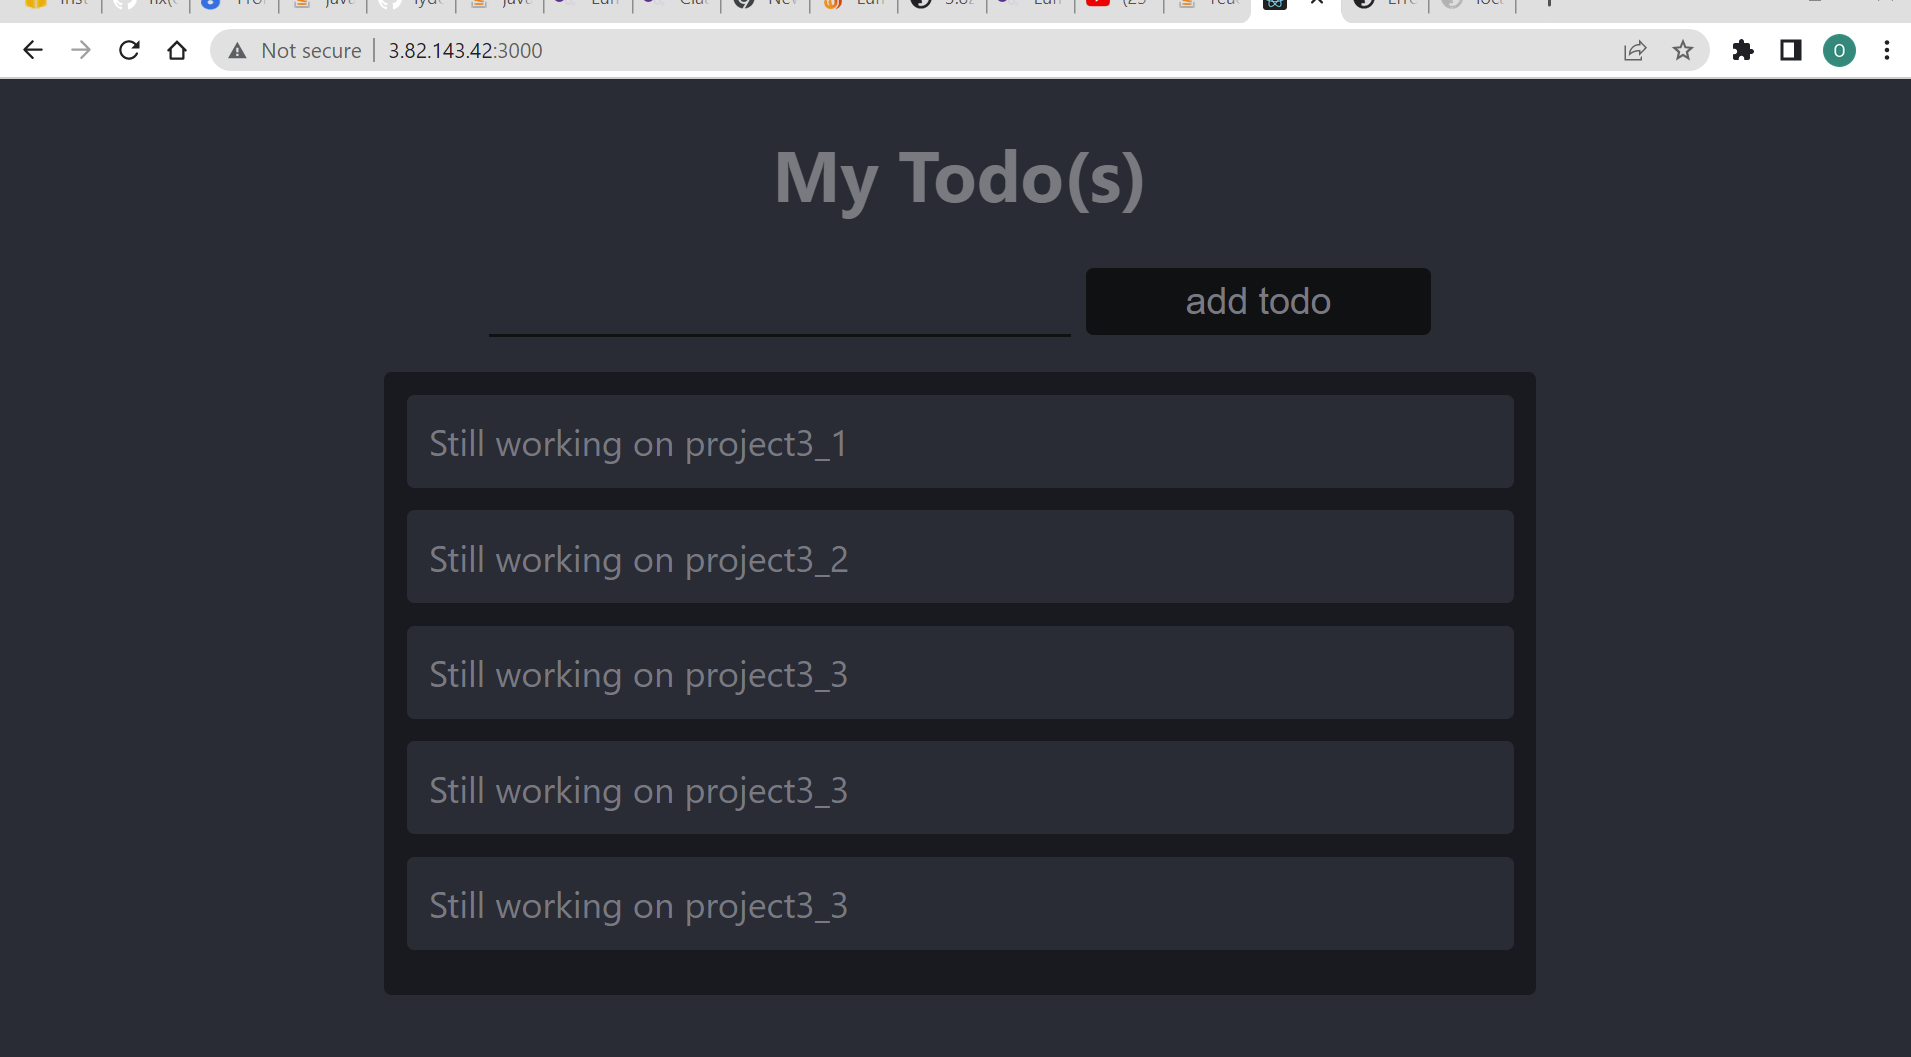 Not secure 3.82.143.42:3000
O
My Todo(s)
add todo
Still working on project3_1
Still working on project3_2
Still working on project3_3
Still working on project3_3
Still working on project3_3